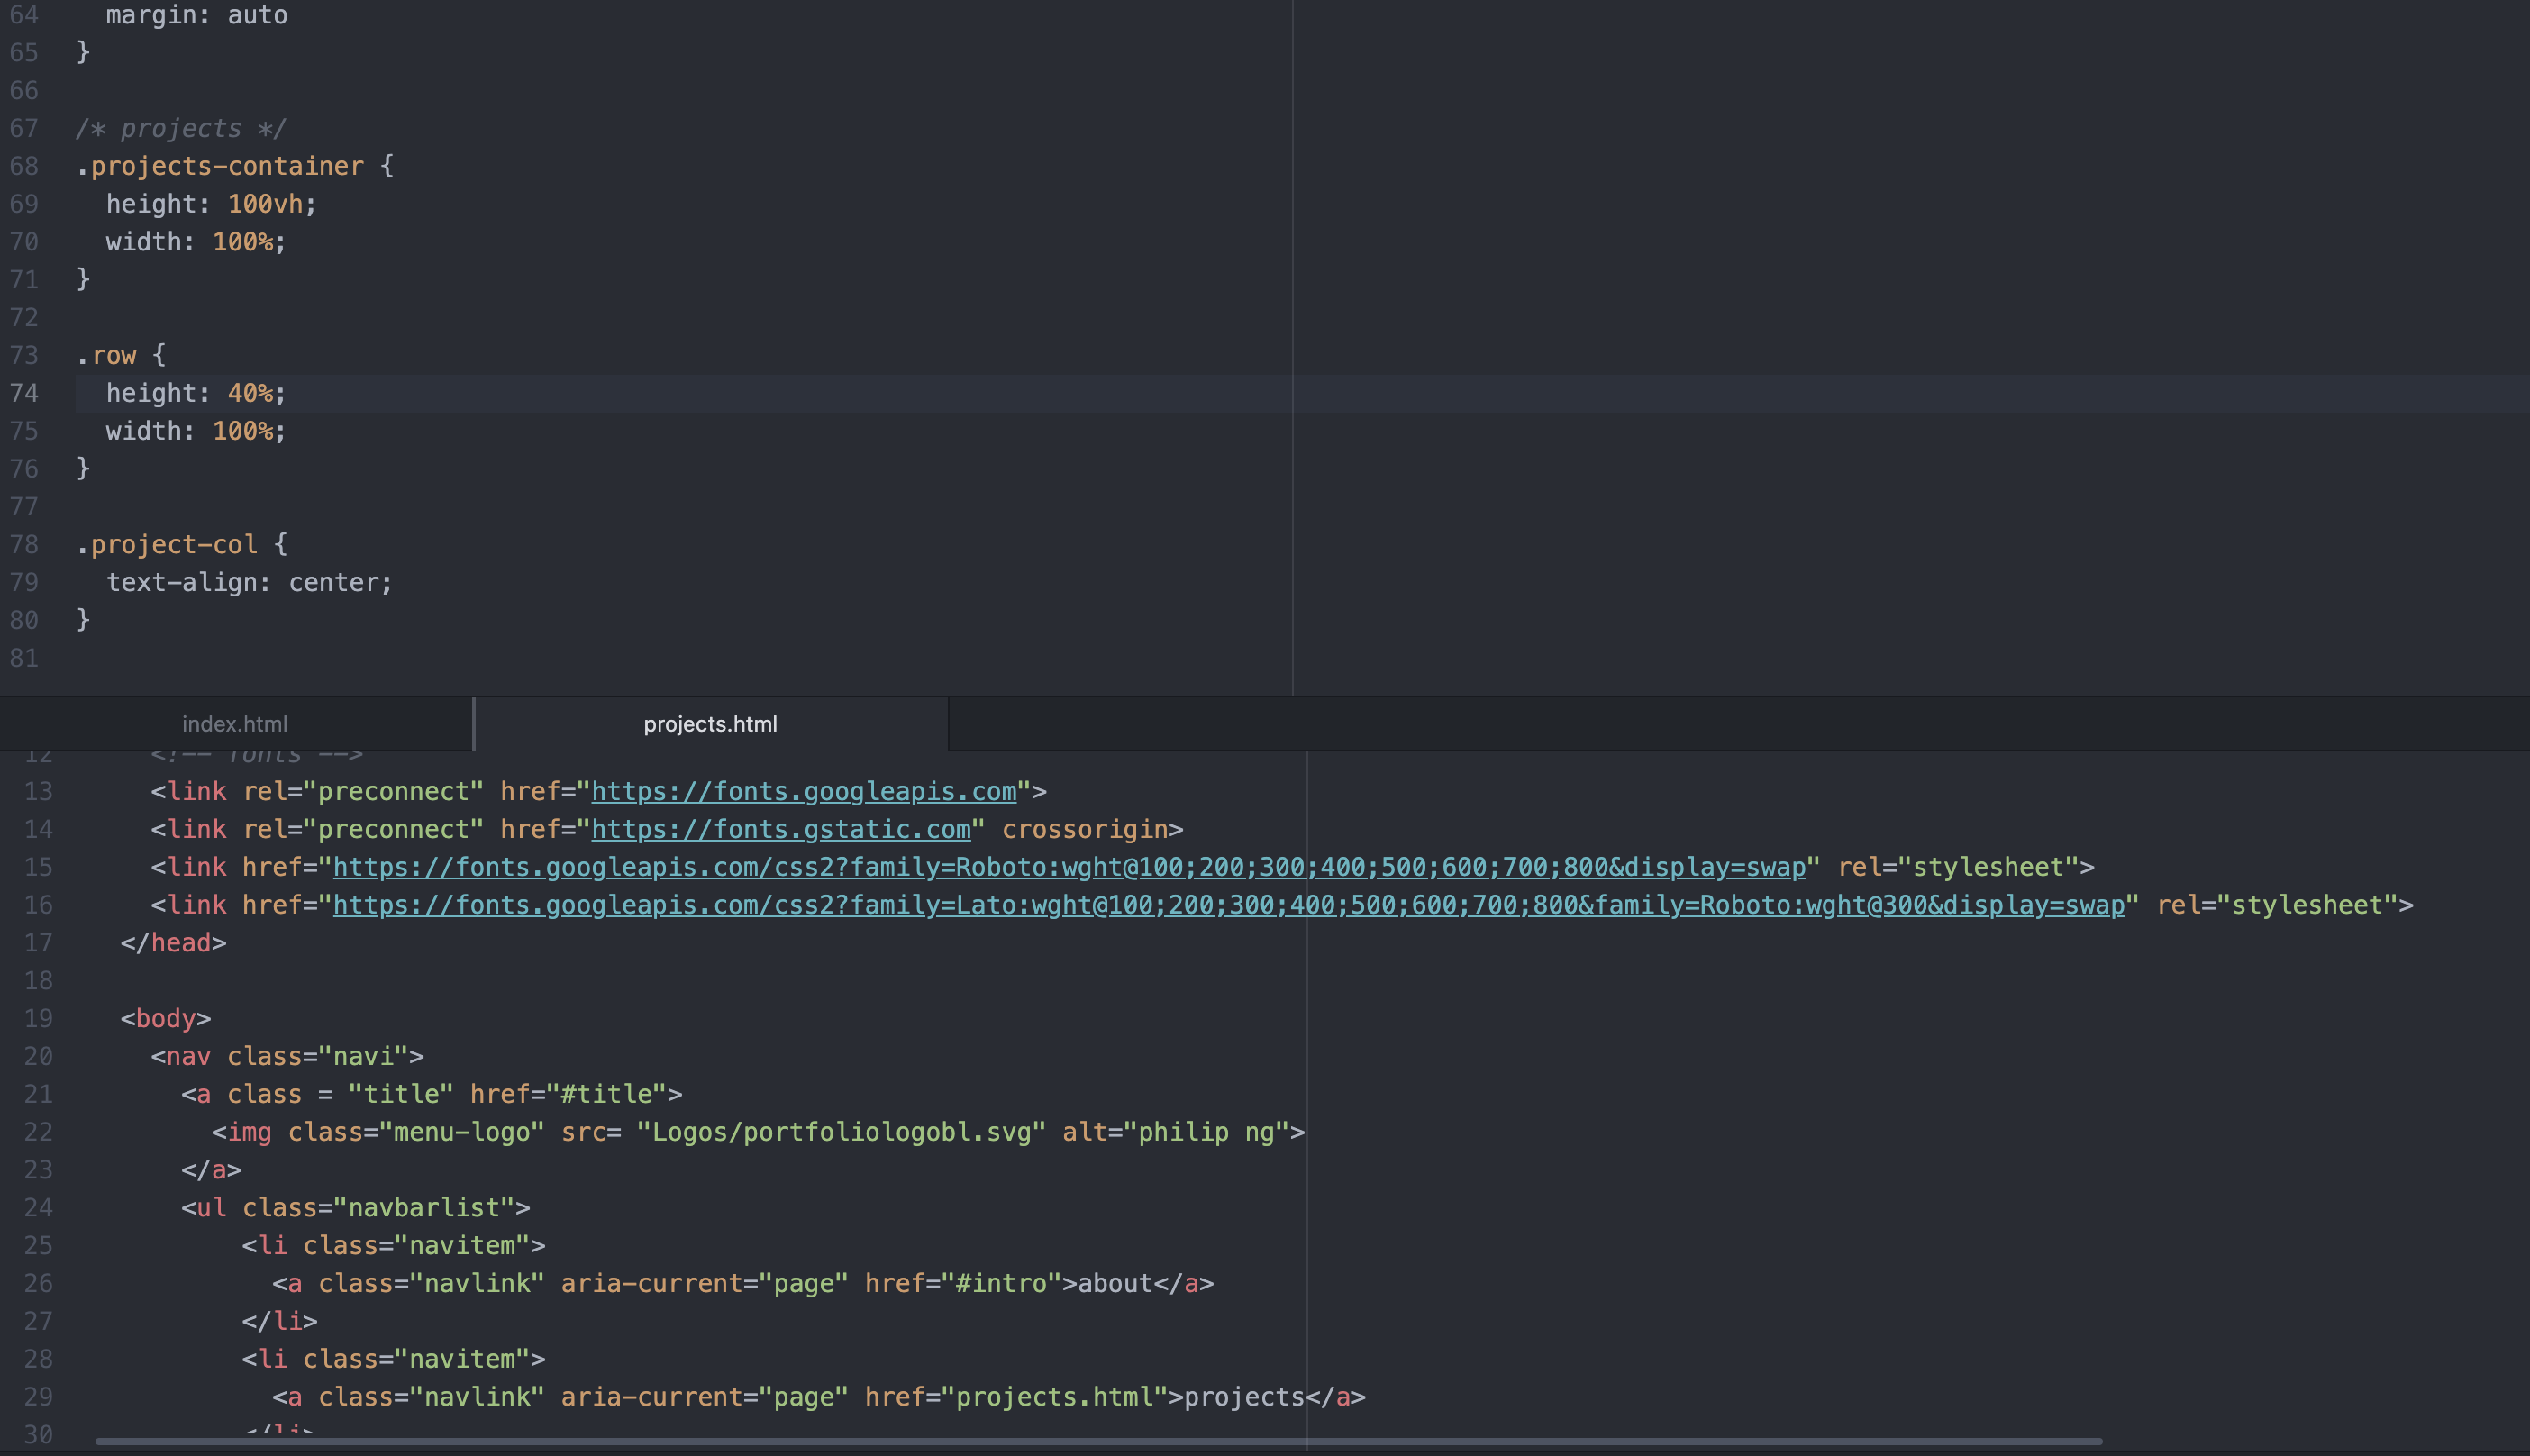 64 margin: auto
65 }
66
67 /* projects */
68 .projects-container {
69 height: 100vh;
70 width: 100%;
71 }
72
73 .row {
74 height: 40%;
75 width: 100%;
76 }
77
78 .project-col {
79 text-align: center;
80 }
81
index.html projects.html
12 <!-- fonts -->
13 <link rel="preconnect" href="https://fonts.googleapis.com">
14 <link rel="preconnect" href="https://fonts.gstatic.com" crossorigin>
15 <link href="https://fonts.googleapis.com/css2?family=Roboto:wght@100;200;300;400;500;600;700;800&display=swap" rel="stylesheet">
16 <link href="https://fonts.googleapis.com/css2?family=Lato:wght@100;200;300;400;500;600;700;800&family=Roboto:wght@300&display=swap" rel="stylesheet">
17 </head>
18
19 <body>
20 <nav class="navi">
21 <a class = "title" href="#title">
22 <img class="menu-logo" src= "Logos/portfoliologobl.svg" alt="philip ng">
23 </a>
24 <ul class="navbarlist">
25 <li class="navitem">
26 <a class="navlink" aria-current="page" href="#intro">about</a>
27 </li>
28 <li class="navitem">
29 <a class="navlink" aria-current="page" href="projects.html">projects</a>
30 </li>